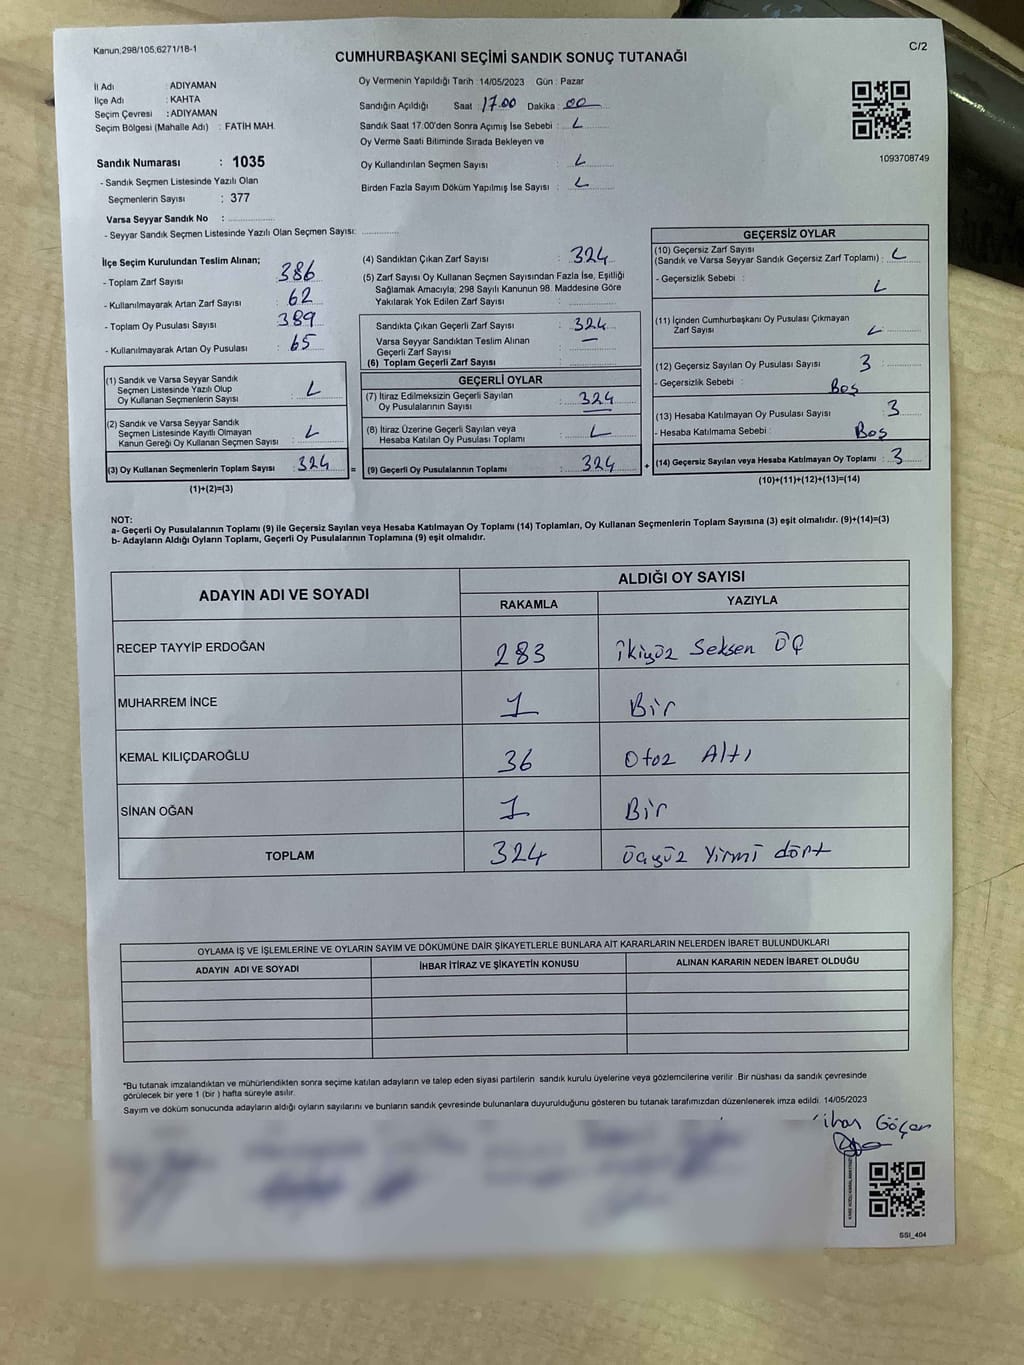 Kanun,298/105,6271/18-1
C/2
CUMHURBAŞKANI SEÇİMİ SANDIK SONUÇ TUTANAĞI
İl Adı : ADIYAMAN
İlçe Adı : KAHTA
Seçim Çevresi : ADIYAMAN
Seçim Bölgesi (Mahalle Adı) : FATİH MAH.
Sandık Numarası : 1035
- Sandık Seçmen Listesinde Yazılı Olan
Seçmenlerin Sayısı : 377
Varsa Seyyar Sandık No :
- Seyyar Sandık Seçmen Listesinde Yazılı Olan Seçmen Sayısı:
Oy Vermenin Yapıldığı Tarih : 14/05/2023 Gün : Pazar
Sandığın Açıldığı Saat : 17.00 Dakika : 00
Sandık Saat 17.00'den Sonra Açımış İse Sebebi :
Oy Verme Saati Bitiminde Sırada Bekleyen ve
Oy Kullandırılan Seçmen Sayısı :
Birden Fazla Sayım Döküm Yapılmış İse Sayısı :
1093708749
İlçe Seçim Kurulundan Teslim Alınan;
- Toplam Zarf Sayısı : 386
- Kullanılmayarak Artan Zarf Sayısı : 62
- Toplam Oy Pusulası Sayısı : 389
- Kullanılmayarak Artan Oy Pusulası : 65
(1) Sandık ve Varsa Seyyar Sandık
Seçmen Listesinde Yazılı Olup
Oy Kullanan Seçmenlerin Sayısı :
(2) Sandık ve Varsa Seyyar Sandık
Seçmen Listesinde Kayıtlı Olmayan
Kanun Gereği Oy Kullanan Seçmen Sayısı :
(3) Oy Kullanan Seçmenlerin Toplam Sayısı : 324
(1)+(2)=(3)
(4) Sandıktan Çıkan Zarf Sayısı : 324
(5) Zarf Sayısı Oy Kullanan Seçmen Sayısından Fazla İse, Eşitliği
Sağlamak Amacıyla; 298 Sayılı Kanunun 98. Maddesine Göre
Yakılarak Yok Edilen Zarf Sayısı :
Sandıkta Çıkan Geçerli Zarf Sayısı : 324
Varsa Seyyar Sandıktan Teslim Alınan
Geçerli Zarf Sayısı : —
(6) Toplam Geçerli Zarf Sayısı :
GEÇERLİ OYLAR
(7) İtiraz Edilmeksizin Geçerli Sayılan
Oy Pusulalarının Sayısı : 324
(8) İtiraz Üzerine Geçerli Sayılan veya
Hesaba Katılan Oy Pusulası Toplamı :
= (9) Geçerli Oy Pusulalarının Toplamı : 324
GEÇERSİZ OYLAR
(10) Geçersiz Zarf Sayısı
(Sandık ve Varsa Seyyar Sandık Geçersiz Zarf Toplamı) :
- Geçersizlik Sebebi :
(11) İçinden Cumhurbaşkanı Oy Pusulası Çıkmayan
Zarf Sayısı :
(12) Geçersiz Sayılan Oy Pusulası Sayısı : 3
- Geçersizlik Sebebi : Boş
(13) Hesaba Katılmayan Oy Pusulası Sayısı : 3
- Hesaba Katılmama Sebebi : Boş
+ (14) Geçersiz Sayılan veya Hesaba Katılmayan Oy Toplamı : 3
(10)+(11)+(12)+(13)=(14)
NOT:
a- Geçerli Oy Pusulalarının Toplamı (9) ile Geçersiz Sayılan veya Hesaba Katılmayan Oy Toplamı (14) Toplamları, Oy Kullanan Seçmenlerin Toplam Sayısına (3) eşit olmalıdır. (9)+(14)=(3)
b- Adayların Aldığı Oyların Toplamı, Geçerli Oy Pusulalarının Toplamına (9) eşit olmalıdır.
ADAYIN ADI VE SOYADI
ALDIĞI OY SAYISI
RAKAMLA YAZIYLA
RECEP TAYYİP ERDOĞAN 283 İkiyüz Seksen Üç
MUHARREM İNCE 1 Bir
KEMAL KILIÇDAROĞLU 36 Otuz Altı
SİNAN OĞAN 1 Bir
TOPLAM 324 Üçyüz Yirmi dört
OYLAMA İŞ VE İŞLEMLERİNE VE OYLARIN SAYIM VE DÖKÜMÜNE DAİR ŞİKAYETLERLE BUNLARA AİT KARARLARIN NELERDEN İBARET BULUNDUKLARI
ADAYIN ADI VE SOYADI İHBAR İTİRAZ VE ŞİKAYETİN KONUSU ALINAN KARARIN NEDEN İBARET OLDUĞU
*Bu tutanak imzalandıktan ve mühürlendikten sonra seçime katılan adayların ve talep eden siyasi partilerin sandık kurulu üyelerine veya gözlemcilerine verilir. Bir nüshası da sandık çevresinde
görülecek bir yere 1 (bir ) hafta süreyle asılır.
Sayım ve döküm sonucunda adayların aldığı oyların sayılarını ve bunların sandık çevresinde bulunanlara duyurulduğunu gösteren bu tutanak tarafımızdan düzenlenerek imza edildi. 14/05/2023
SSI_404